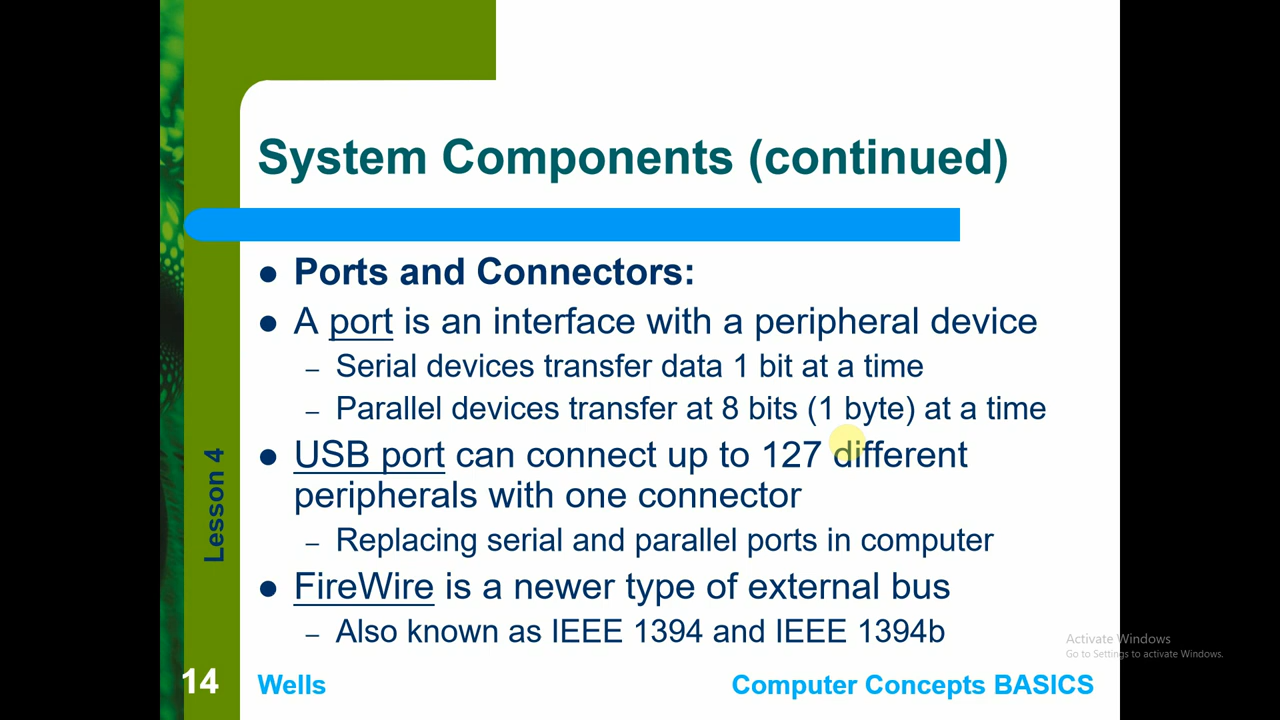 System Components (continued)
● Ports and Connectors:
● A port is an interface with a peripheral device
– Serial devices transfer data 1 bit at a time
– Parallel devices transfer at 8 bits (1 byte) at a time
● USB port can connect up to 127 different
peripherals with one connector
– Replacing serial and parallel ports in computer
● FireWire is a newer type of external bus
– Also known as IEEE 1394 and IEEE 1394b
Lesson 4
Activate Windows
Go to Settings to activate Windows.
14
Wells
Computer Concepts BASICS